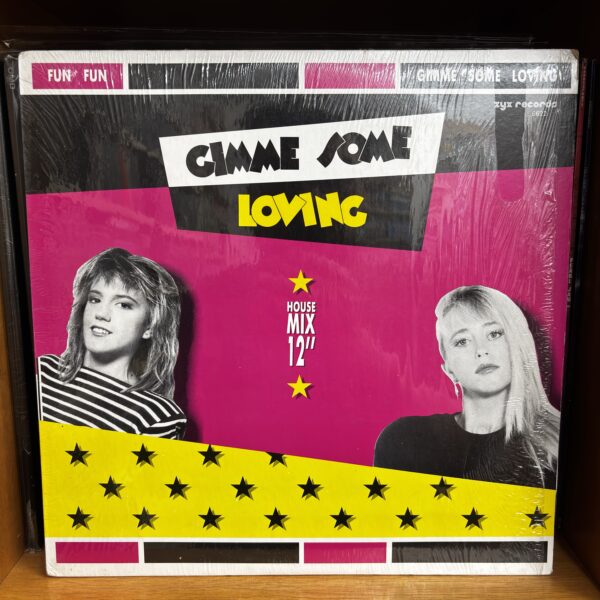 FUN FUN
GIMME SOME LOVING
zyx records
GIMME SOME
LOVING
HOUSE
MIX
12"